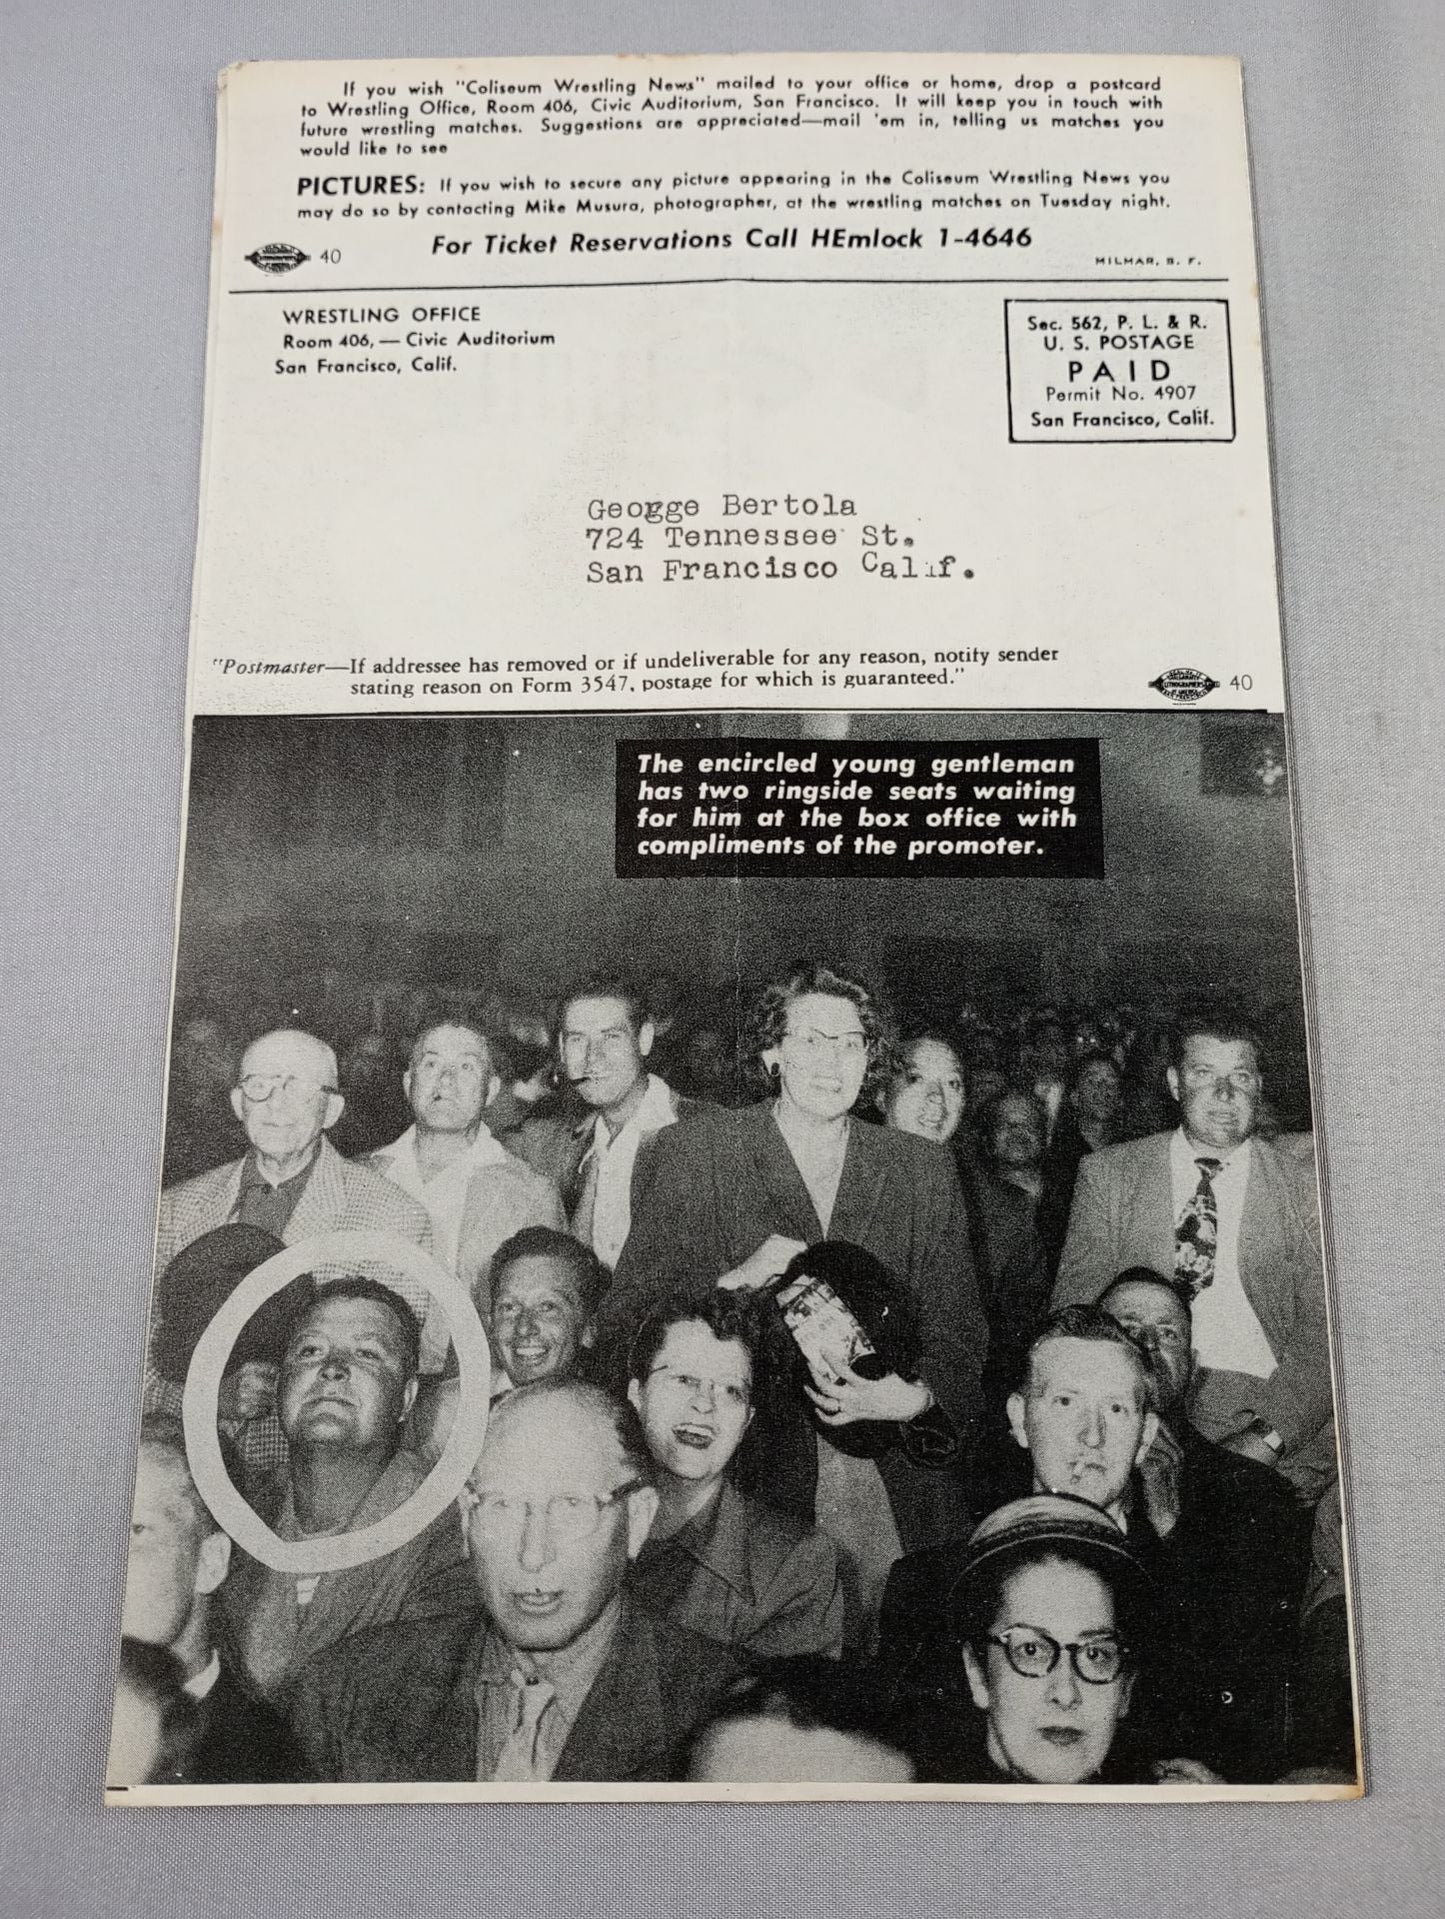 If you wish "Coliseum Wrestling News" mailed to your office or home, drop a postcard
to Wrestling Office, Room 406, Civic Auditorium, San Francisco. It will keep you in touch with
future wrestling matches. Suggestions are appreciated—mail 'em in, telling us matches you
would like to see
PICTURES: If you wish to secure any picture appearing in the Coliseum Wrestling News you
may do so by contacting Mike Musura, photographer, at the wrestling matches on Tuesday night.
40
For Ticket Reservations Call HEmlock 1-4646
MILMAR, S. F.
WRESTLING OFFICE
Room 406, — Civic Auditorium
San Francisco, Calif.
Sec. 562, P. L. & R.
U. S. POSTAGE
PAID
Permit No. 4907
San Francisco, Calif.
Geogge Bertola
724 Tennessee St.
San Francisco Calif.
"Postmaster—If addressee has removed or if undeliverable for any reason, notify sender
stating reason on Form 3547, postage for which is guaranteed."
40
The encircled young gentleman
has two ringside seats waiting
for him at the box office with
compliments of the promoter.